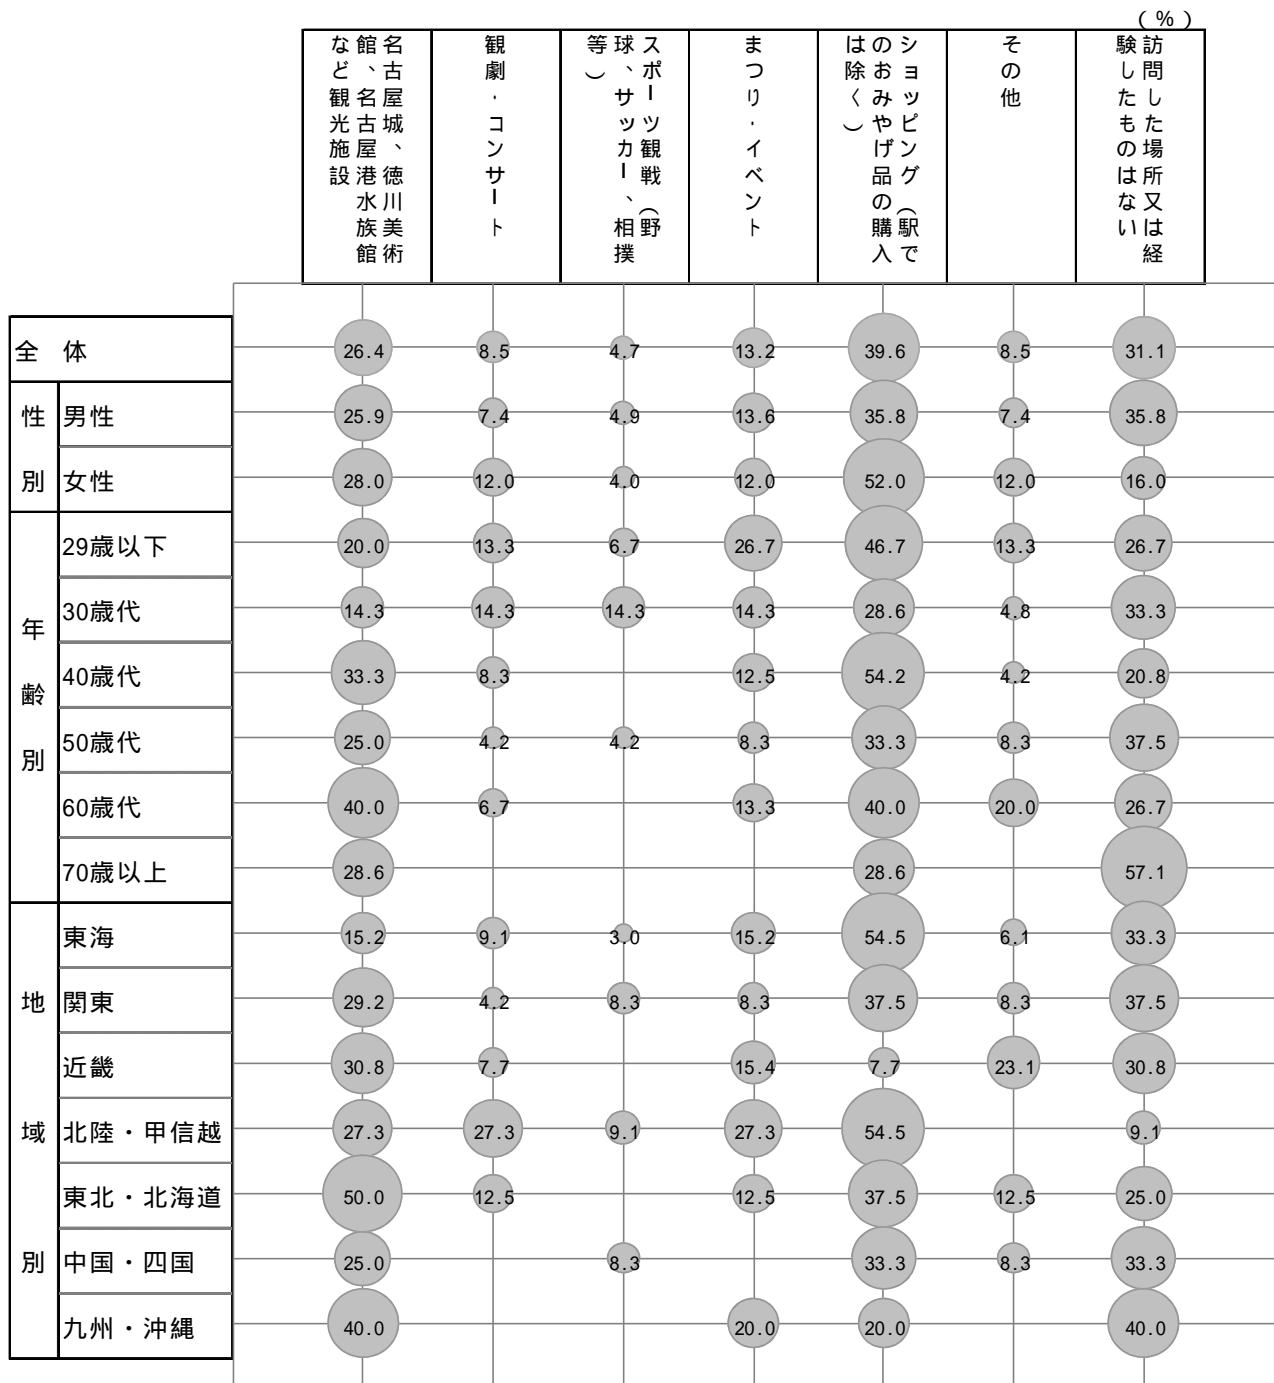 （％）
名古屋城、徳川美術
館、名古屋港水族館
など観光施設
観劇・コンサート
スポーツ観戦（野
球、サッカー、相撲
等）
まつり・イベント
ショッピング（駅で
のおみやげ品の購入
は除く）
その他
訪問した場所又は経
験したものはない
全体 26.4 8.5 4.7 13.2 39.6 8.5 31.1
性別
男性 25.9 7.4 4.9 13.6 35.8 7.4 35.8
女性 28.0 12.0 4.0 12.0 52.0 12.0 16.0
年齢別
29歳以下 20.0 13.3 6.7 26.7 46.7 13.3 26.7
30歳代 14.3 14.3 14.3 14.3 28.6 4.8 33.3
40歳代 33.3 8.3 12.5 54.2 4.2 20.8
50歳代 25.0 4.2 4.2 8.3 33.3 8.3 37.5
60歳代 40.0 6.7 13.3 40.0 20.0 26.7
70歳以上 28.6 28.6 57.1
地域別
東海 15.2 9.1 3.0 15.2 54.5 6.1 33.3
関東 29.2 4.2 8.3 8.3 37.5 8.3 37.5
近畿 30.8 7.7 15.4 7.7 23.1 30.8
北陸・甲信越 27.3 27.3 9.1 27.3 54.5 9.1
東北・北海道 50.0 12.5 12.5 37.5 12.5 25.0
中国・四国 25.0 8.3 33.3 8.3 33.3
九州・沖縄 40.0 20.0 20.0 40.0